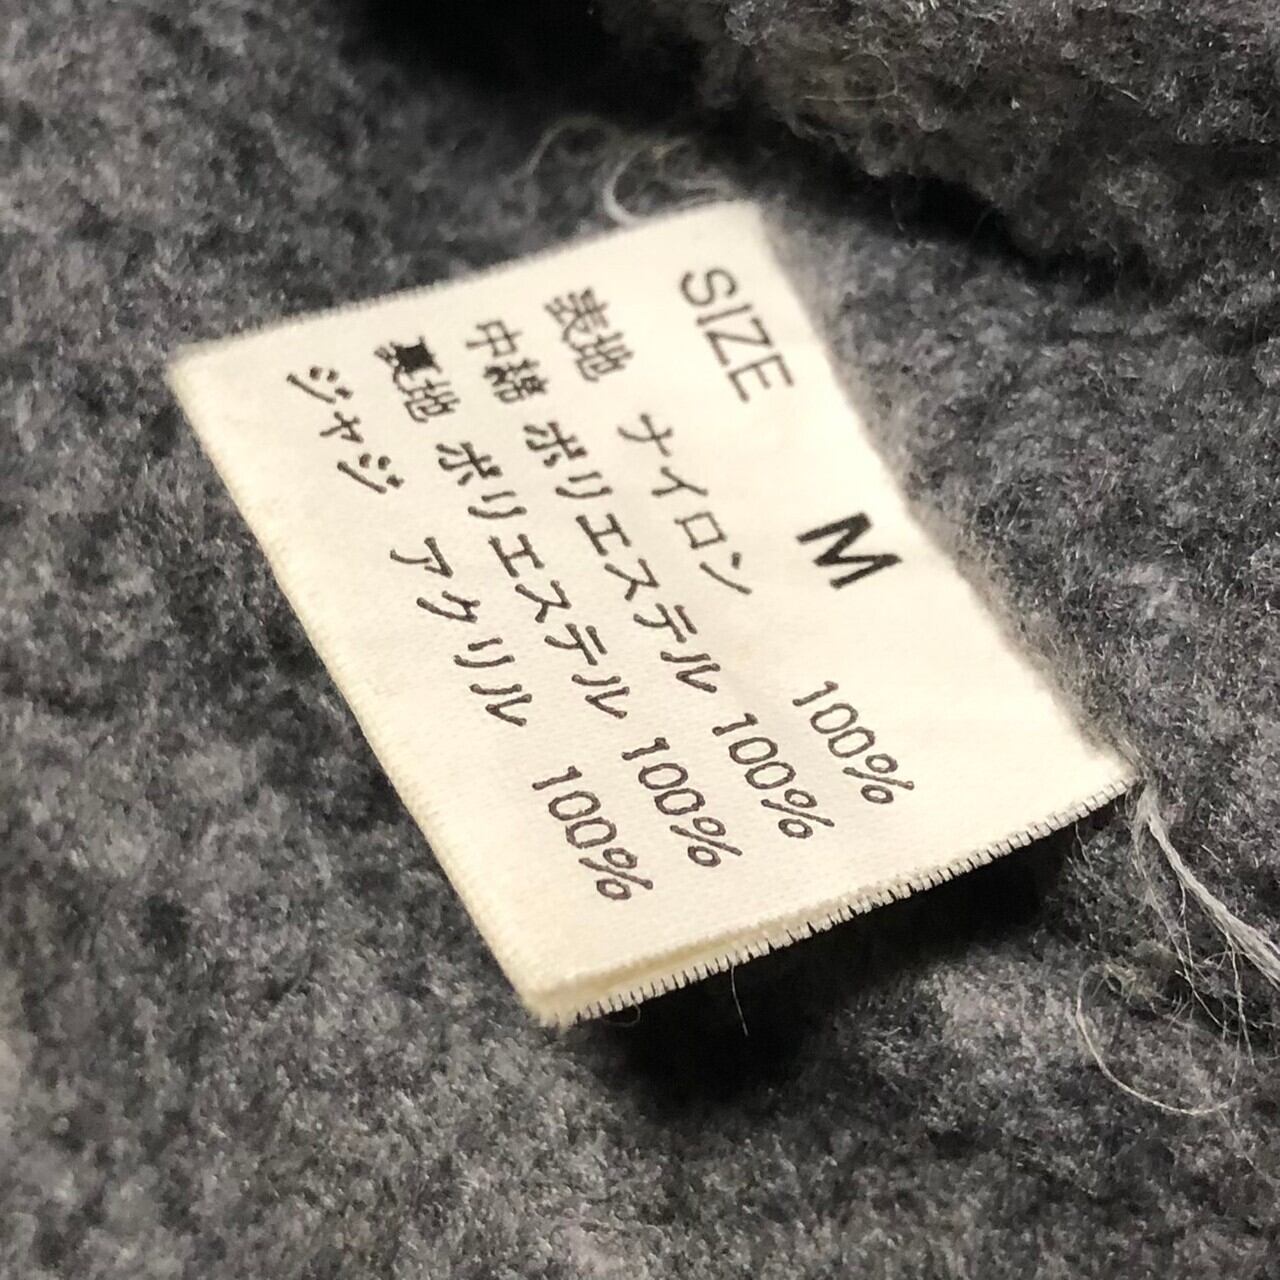 SIZE M
表地 ナイロン 100%
中綿 ポリエステル 100%
裏地 ポリエステル 100%
ジャジ アクリル 100%